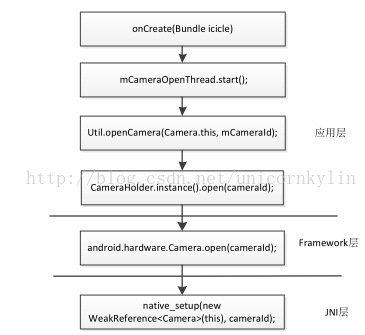 onCreate(Bundle icicle)
mCameraOpenThread.start();
Util.openCamera(Camera.this, mCameraId);
应用层
http://blog.csdn.net/unicornkylin
CameraHolder.instance().open(cameraId);
android.hardware.Camera.open(cameraId);
Framework层
native_setup(new
WeakReference<Camera>(this), cameraId);
JNI层